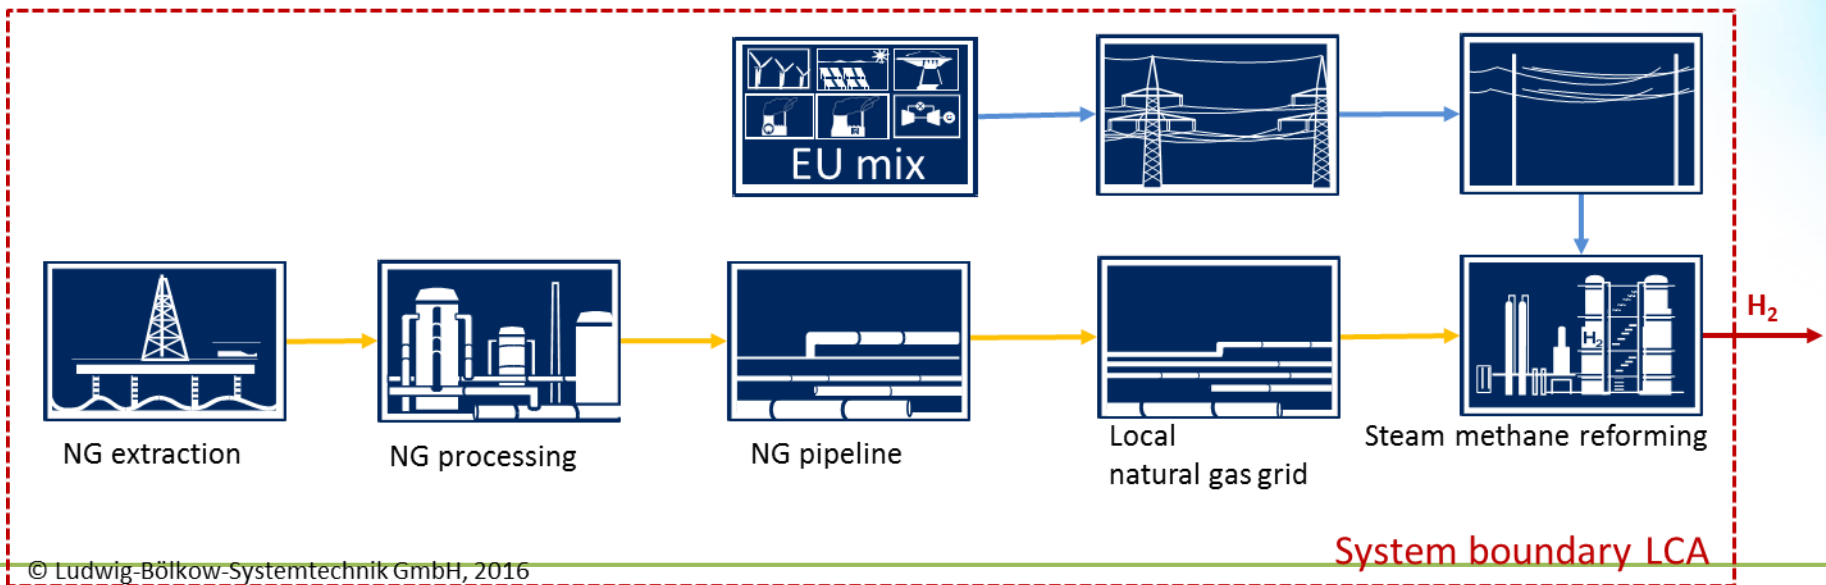 EU mix
H₂
H₂
NG extraction
NG processing
NG pipeline
Local
natural gas grid
Steam methane reforming
System boundary LCA
© Ludwig-Bölkow-Systemtechnik GmbH, 2016